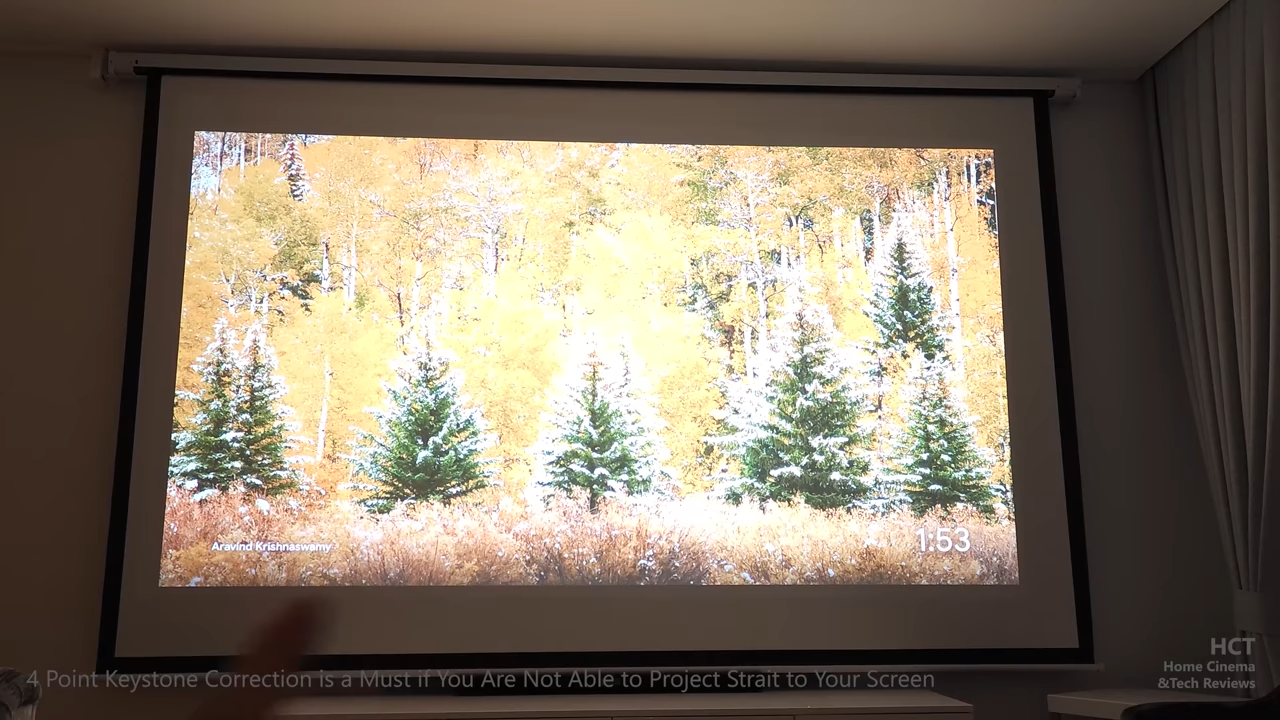 Aravind Krishnaswamy
1:53
4 Point Keystone Correction is a Must if You Are Not Able to Project Strait to Your Screen
HCT
Home Cinema
&Tech Reviews